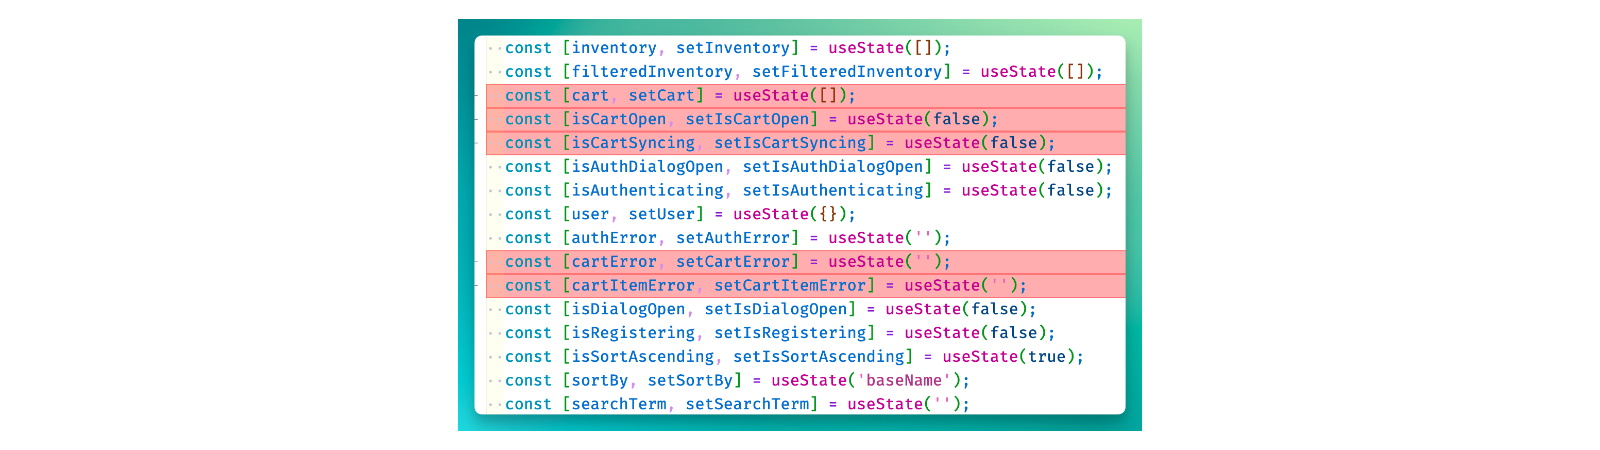 const [inventory, setInventory] = useState([]);
const [filteredInventory, setFilteredInventory] = useState([]);
const [cart, setCart] = useState([]);
const [isCartOpen, setIsCartOpen] = useState(false);
const [isCartSyncing, setIsCartSyncing] = useState(false);
const [isAuthDialogOpen, setIsAuthDialogOpen] = useState(false);
const [isAuthenticating, setIsAuthenticating] = useState(false);
const [user, setUser] = useState({});
const [authError, setAuthError] = useState('');
const [cartError, setCartError] = useState('');
const [cartItemError, setCartItemError] = useState('');
const [isDialogOpen, setIsDialogOpen] = useState(false);
const [isRegistering, setIsRegistering] = useState(false);
const [isSortAscending, setIsSortAscending] = useState(true);
const [sortBy, setSortBy] = useState('baseName');
const [searchTerm, setSearchTerm] = useState('');